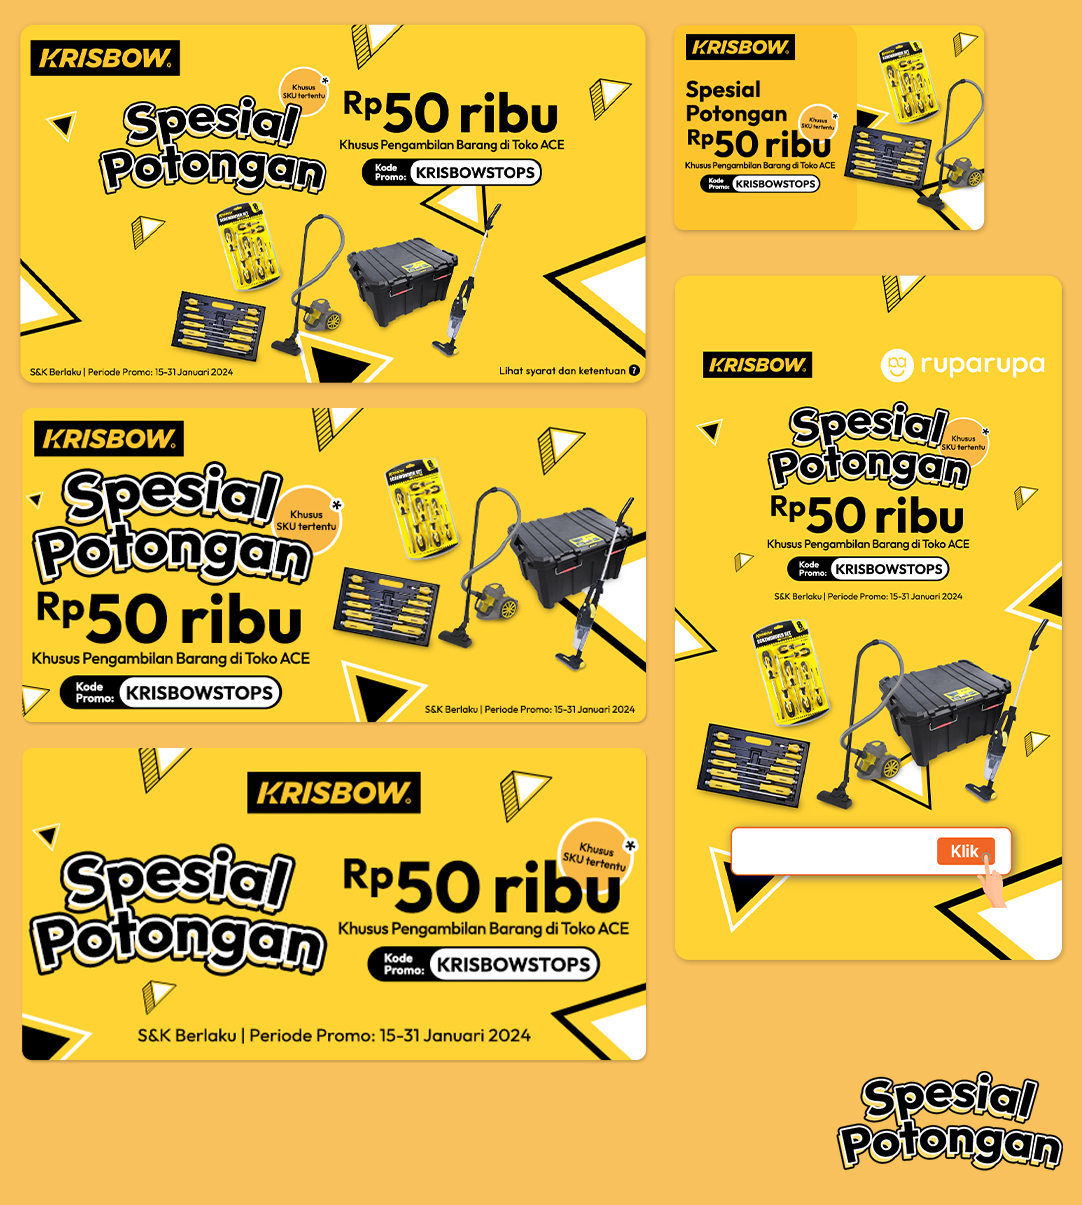 KRISBOW
Khusus
SKU tertentu*
Spesial
Potongan
Rp50 ribu
Khusus Pengambilan Barang di Toko ACE
Kode
Promo: KRISBOWSTOPS
S&K Berlaku | Periode Promo: 15-31 Januari 2024
Lihat syarat dan ketentuan ?
KRISBOW
Spesial
Potongan
Khusus
SKU tertentu*
Rp50 ribu
Khusus Pengambilan Barang di Toko ACE
Kode
Promo: KRISBOWSTOPS
KRISBOW
Spesial
Potongan
Khusus
SKU tertentu*
Rp50 ribu
Khusus Pengambilan Barang di Toko ACE
Kode
Promo: KRISBOWSTOPS
S&K Berlaku | Periode Promo: 15-31 Januari 2024
KRISBOW
ruparupa
Spesial
Potongan
Khusus
SKU tertentu*
Rp50 ribu
Khusus Pengambilan Barang di Toko ACE
Kode
Promo: KRISBOWSTOPS
S&K Berlaku | Periode Promo: 15-31 Januari 2024
Klik
KRISBOW
Spesial
Potongan
Khusus
SKU tertentu*
Rp50 ribu
Khusus Pengambilan Barang di Toko ACE
Kode
Promo: KRISBOWSTOPS
S&K Berlaku | Periode Promo: 15-31 Januari 2024
Spesial
Potongan